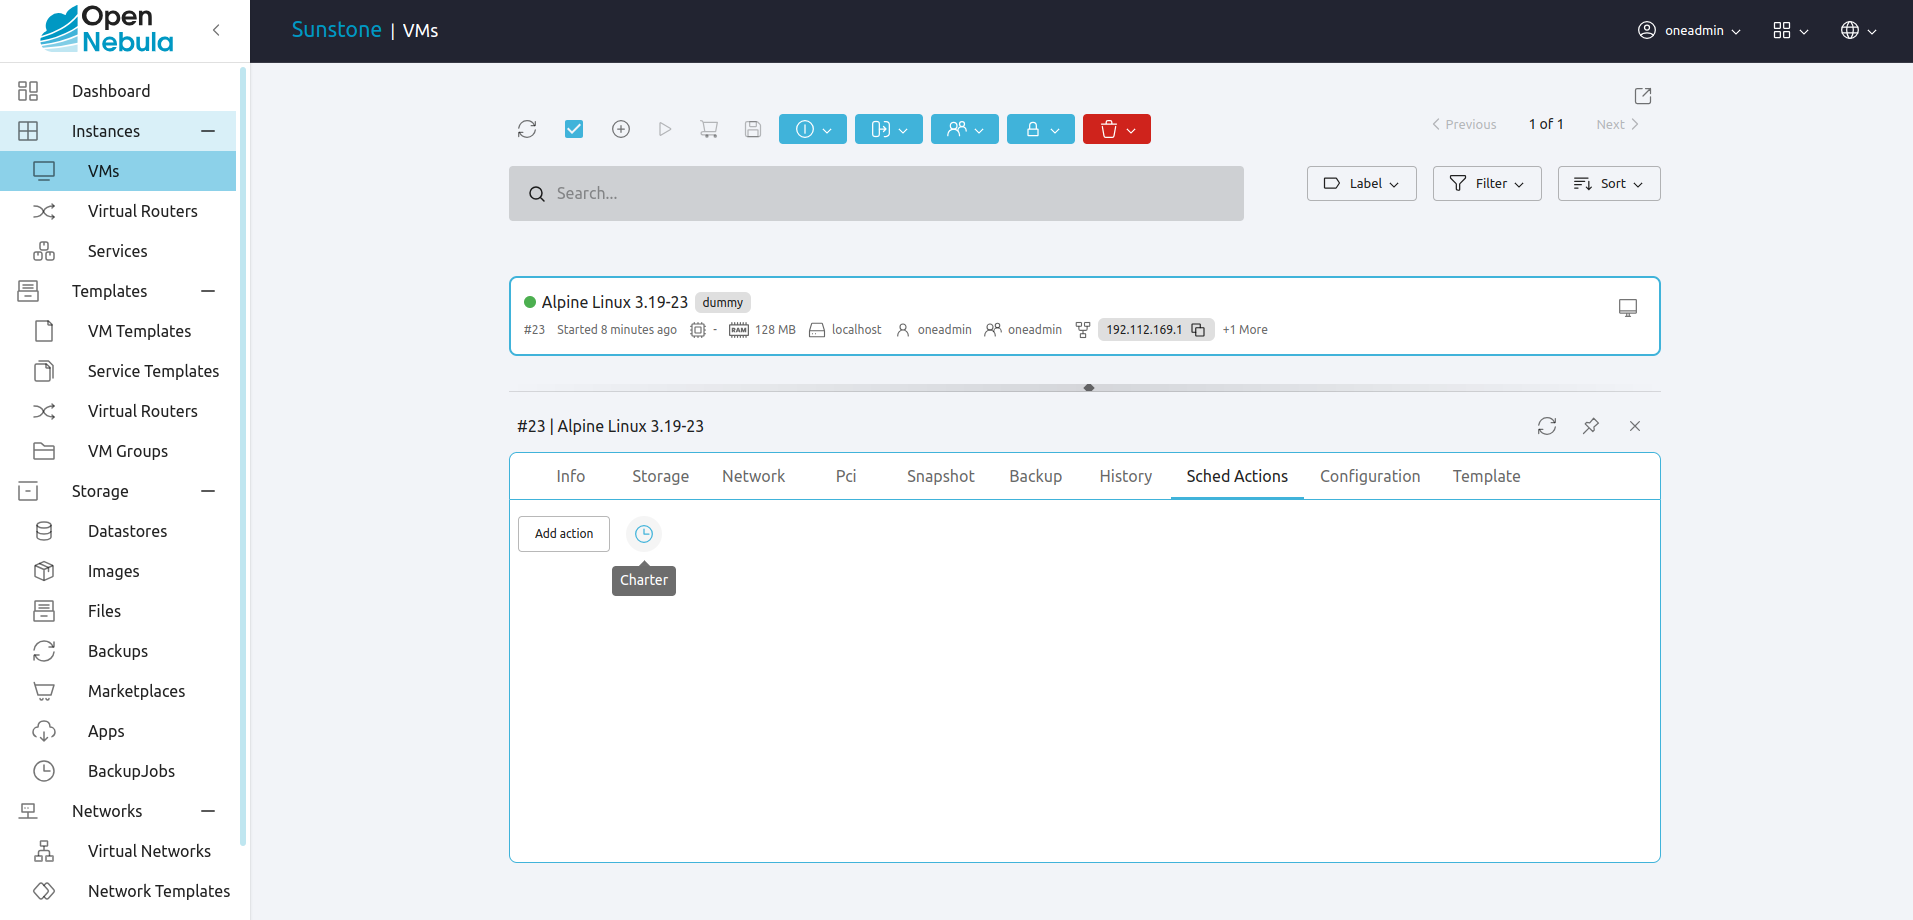 Open
Nebula
Sunstone | VMs
oneadmin
Dashboard
Instances
VMs
Virtual Routers
Services
Templates
VM Templates
Service Templates
Virtual Routers
VM Groups
Storage
Datastores
Images
Files
Backups
Marketplaces
Apps
BackupJobs
Networks
Virtual Networks
Network Templates
Previous 1 of 1 Next
Search...
Label Filter Sort
Alpine Linux 3.19-23 dummy
#23 Started 8 minutes ago - RAM 128 MB localhost oneadmin oneadmin 192.112.169.1 +1 More
#23 | Alpine Linux 3.19-23
Info Storage Network Pci Snapshot Backup History Sched Actions Configuration Template
Add action
Charter